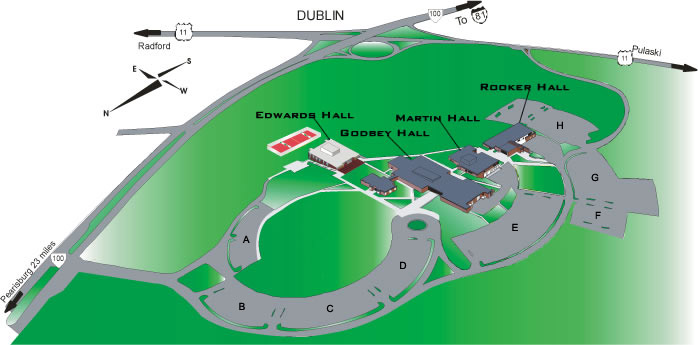 DUBLIN
100
To 81
11
Radford
11
Pulaski
E
S
W
N
ROOKER HALL
EDWARDS HALL
MARTIN HALL
GODBEY HALL
H
G
F
A
E
D
B
C
100
Pearisburg 23 miles